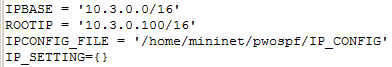 IPBASE = '10.3.0.0/16'
ROOTIP = '10.3.0.100/16'
IPCONFIG_FILE = '/home/mininet/pwospf/IP_CONFIG'
IP_SETTING={}